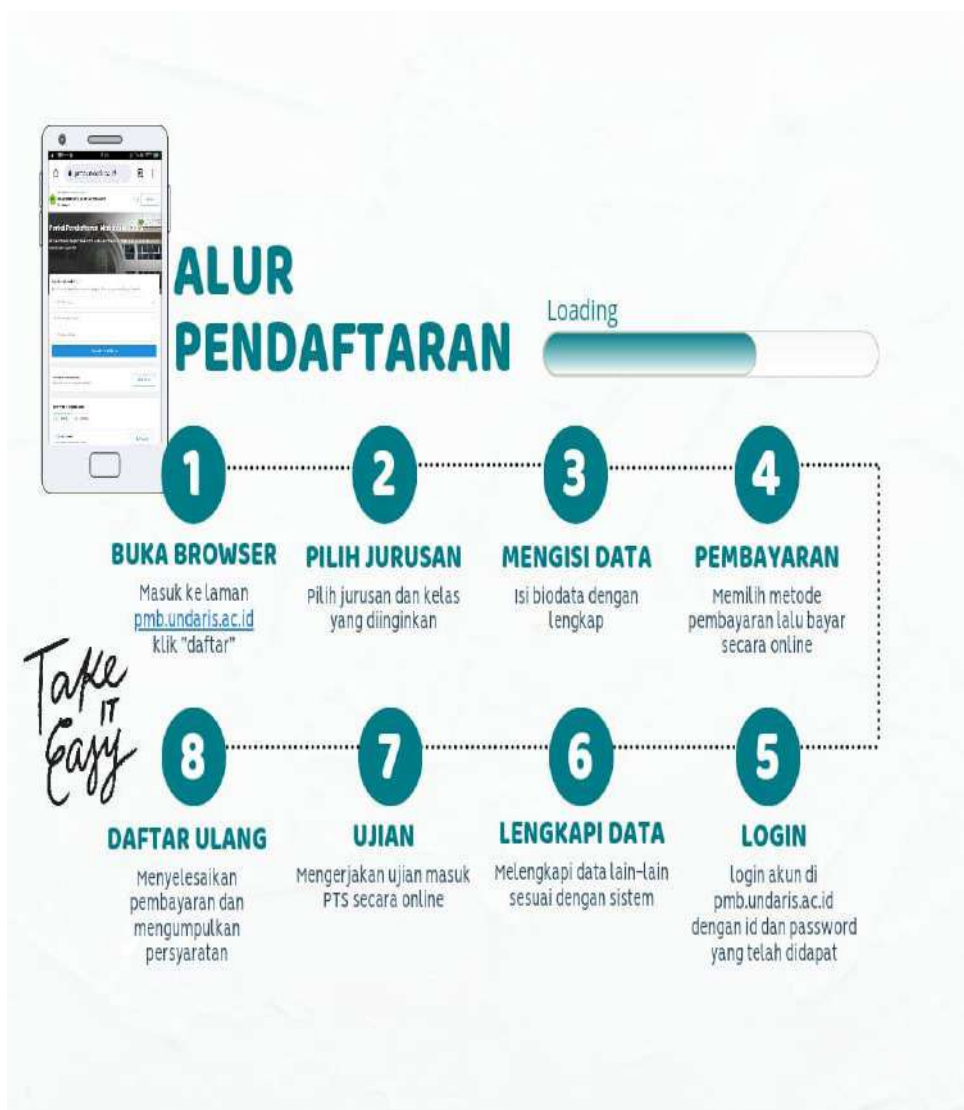 ALUR
PENDAFTARAN
Loading
1
BUKA BROWSER
Masuk ke laman
pmb.undaris.ac.id
klik "daftar"
2
PILIH JURUSAN
Pilih jurusan dan kelas
yang diinginkan
3
MENGISI DATA
Isi biodata dengan
lengkap
4
PEMBAYARAN
Memilih metode
pembayaran lalu bayar
secara online
5
LOGIN
login akun di
pmb.undaris.ac.id
dengan id dan password
yang telah didapat
6
LENGKAPI DATA
Melengkapi data lain-lain
sesuai dengan sistem
7
UJIAN
Mengerjakan ujian masuk
PTS secara online
8
DAFTAR ULANG
Menyelesaikan
pembayaran dan
mengumpulkan
persyaratan
Take
IT
Easy